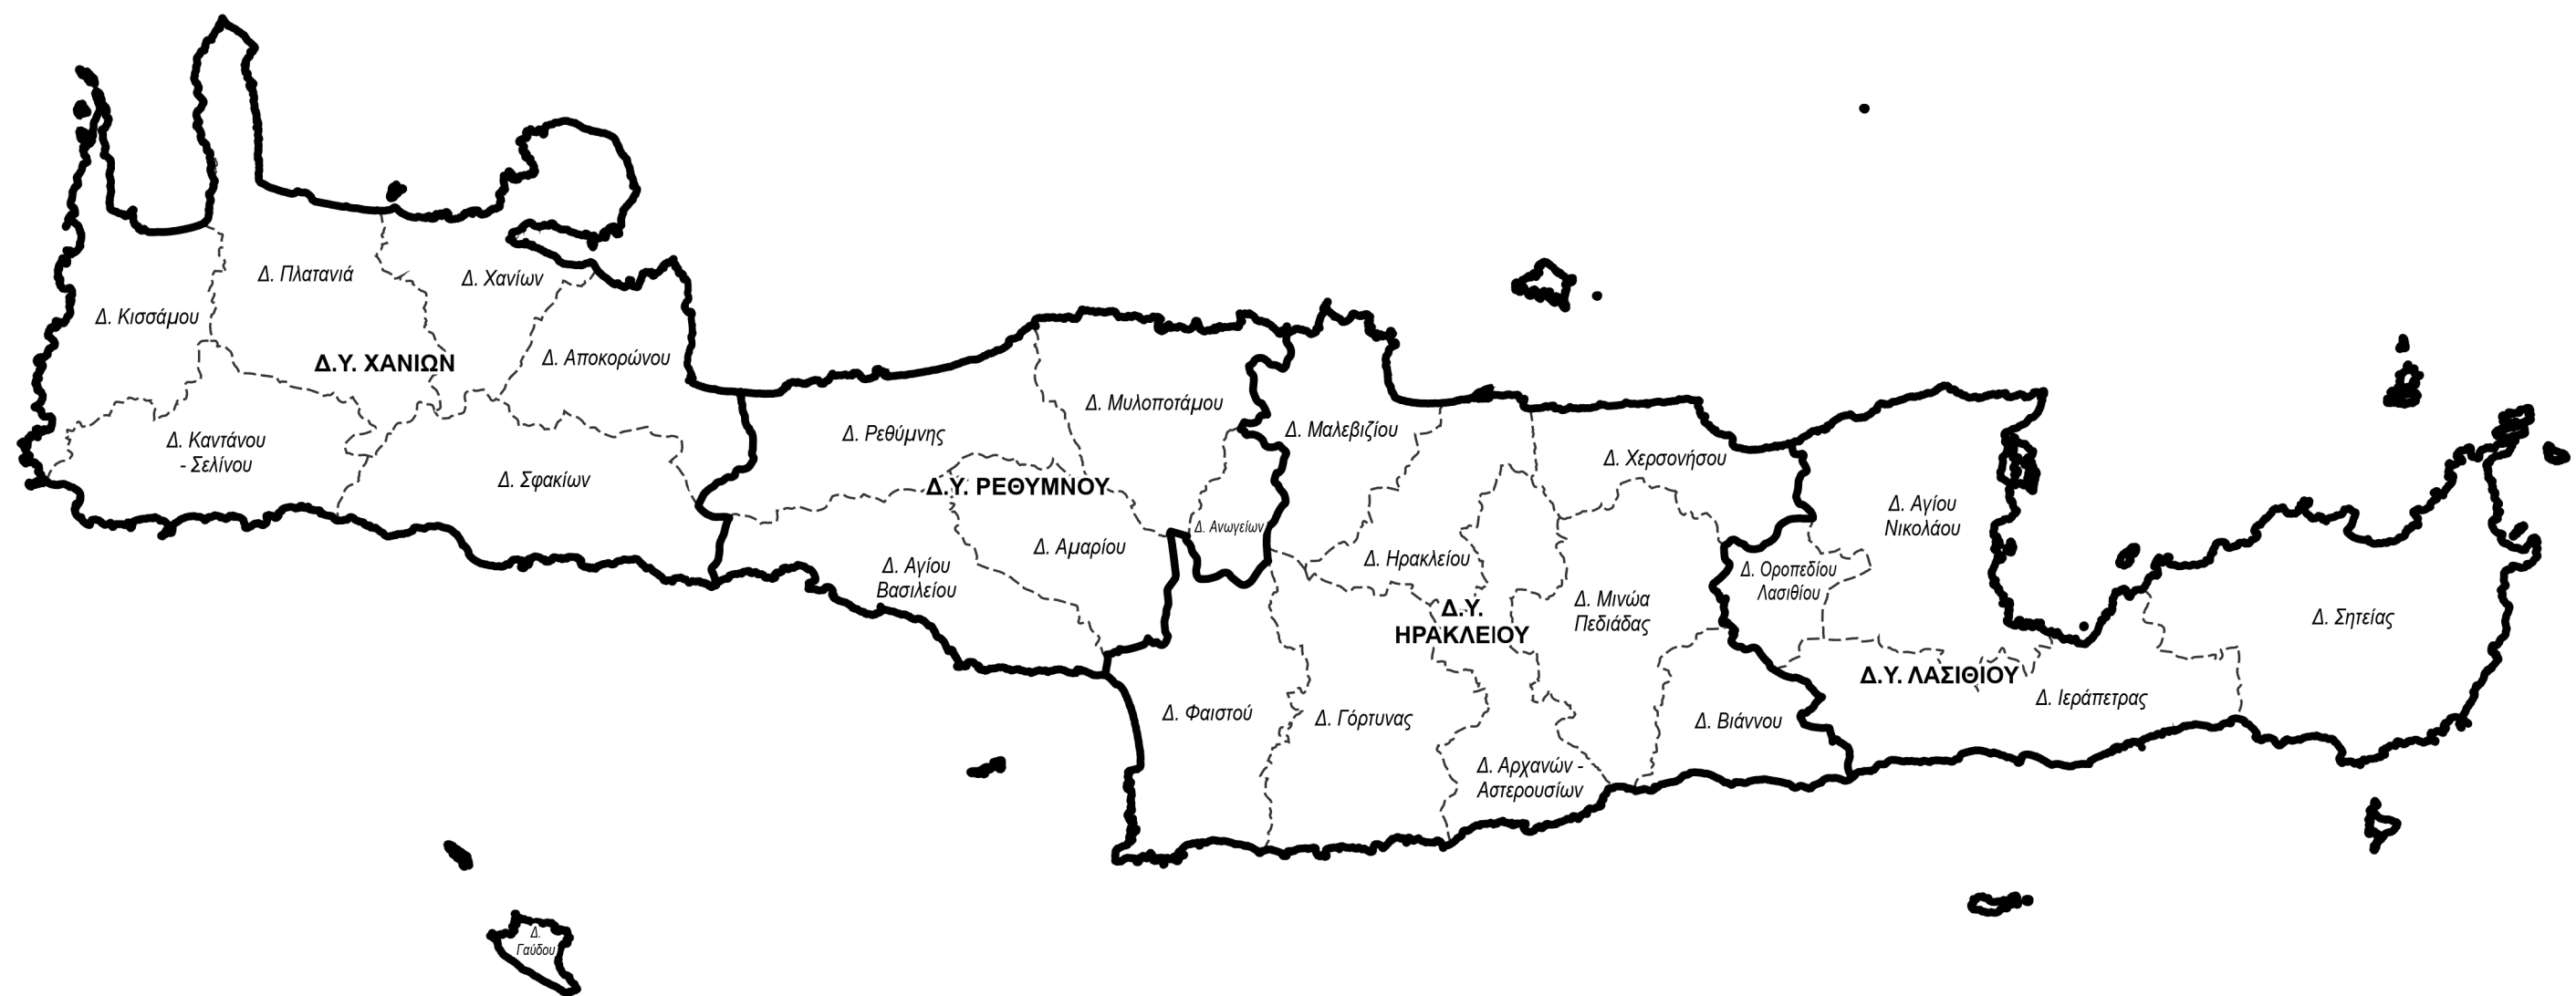 Δ. Πλατανιά
Δ. Χανίων
Δ. Κισσάμου
Δ.Υ. ΧΑΝΙΩΝ
Δ. Αποκορώνου
Δ. Καντάνου
- Σελίνου
Δ. Σφακίων
Δ.
Γαύδου
Δ. Μυλοποτάμου
Δ. Ρεθύμνης
Δ.Υ. ΡΕΘΥΜΝΟΥ
Δ. Ανωγείων
Δ. Αμαρίου
Δ. Αγίου
Βασιλείου
Δ. Μαλεβιζίου
Δ. Χερσονήσου
Δ. Ηρακλείου
Δ.Υ.
ΗΡΑΚΛΕΙΟΥ
Δ. Μινώα
Πεδιάδας
Δ. Φαιστού
Δ. Γόρτυνας
Δ. Βιάννου
Δ. Αρχανών -
Αστερουσίων
Δ. Αγίου
Νικολάου
Δ. Οροπεδίου
Λασιθίου
Δ. Σητείας
Δ.Υ. ΛΑΣΙΘΙΟΥ
Δ. Ιεράπετρας